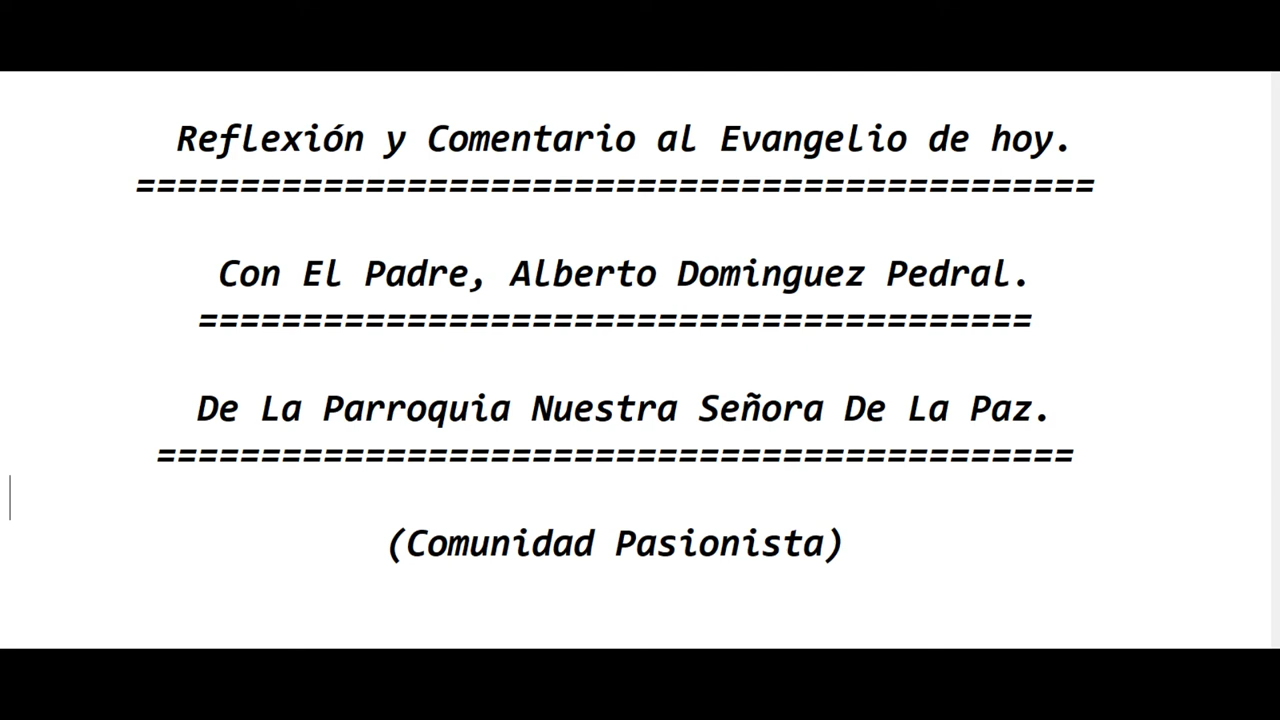 Reflexión y Comentario al Evangelio de hoy.
==============================================
Con El Padre, Alberto Dominguez Pedral.
========================================
De La Parroquia Nuestra Señora De La Paz.
============================================
(Comunidad Pasionista)